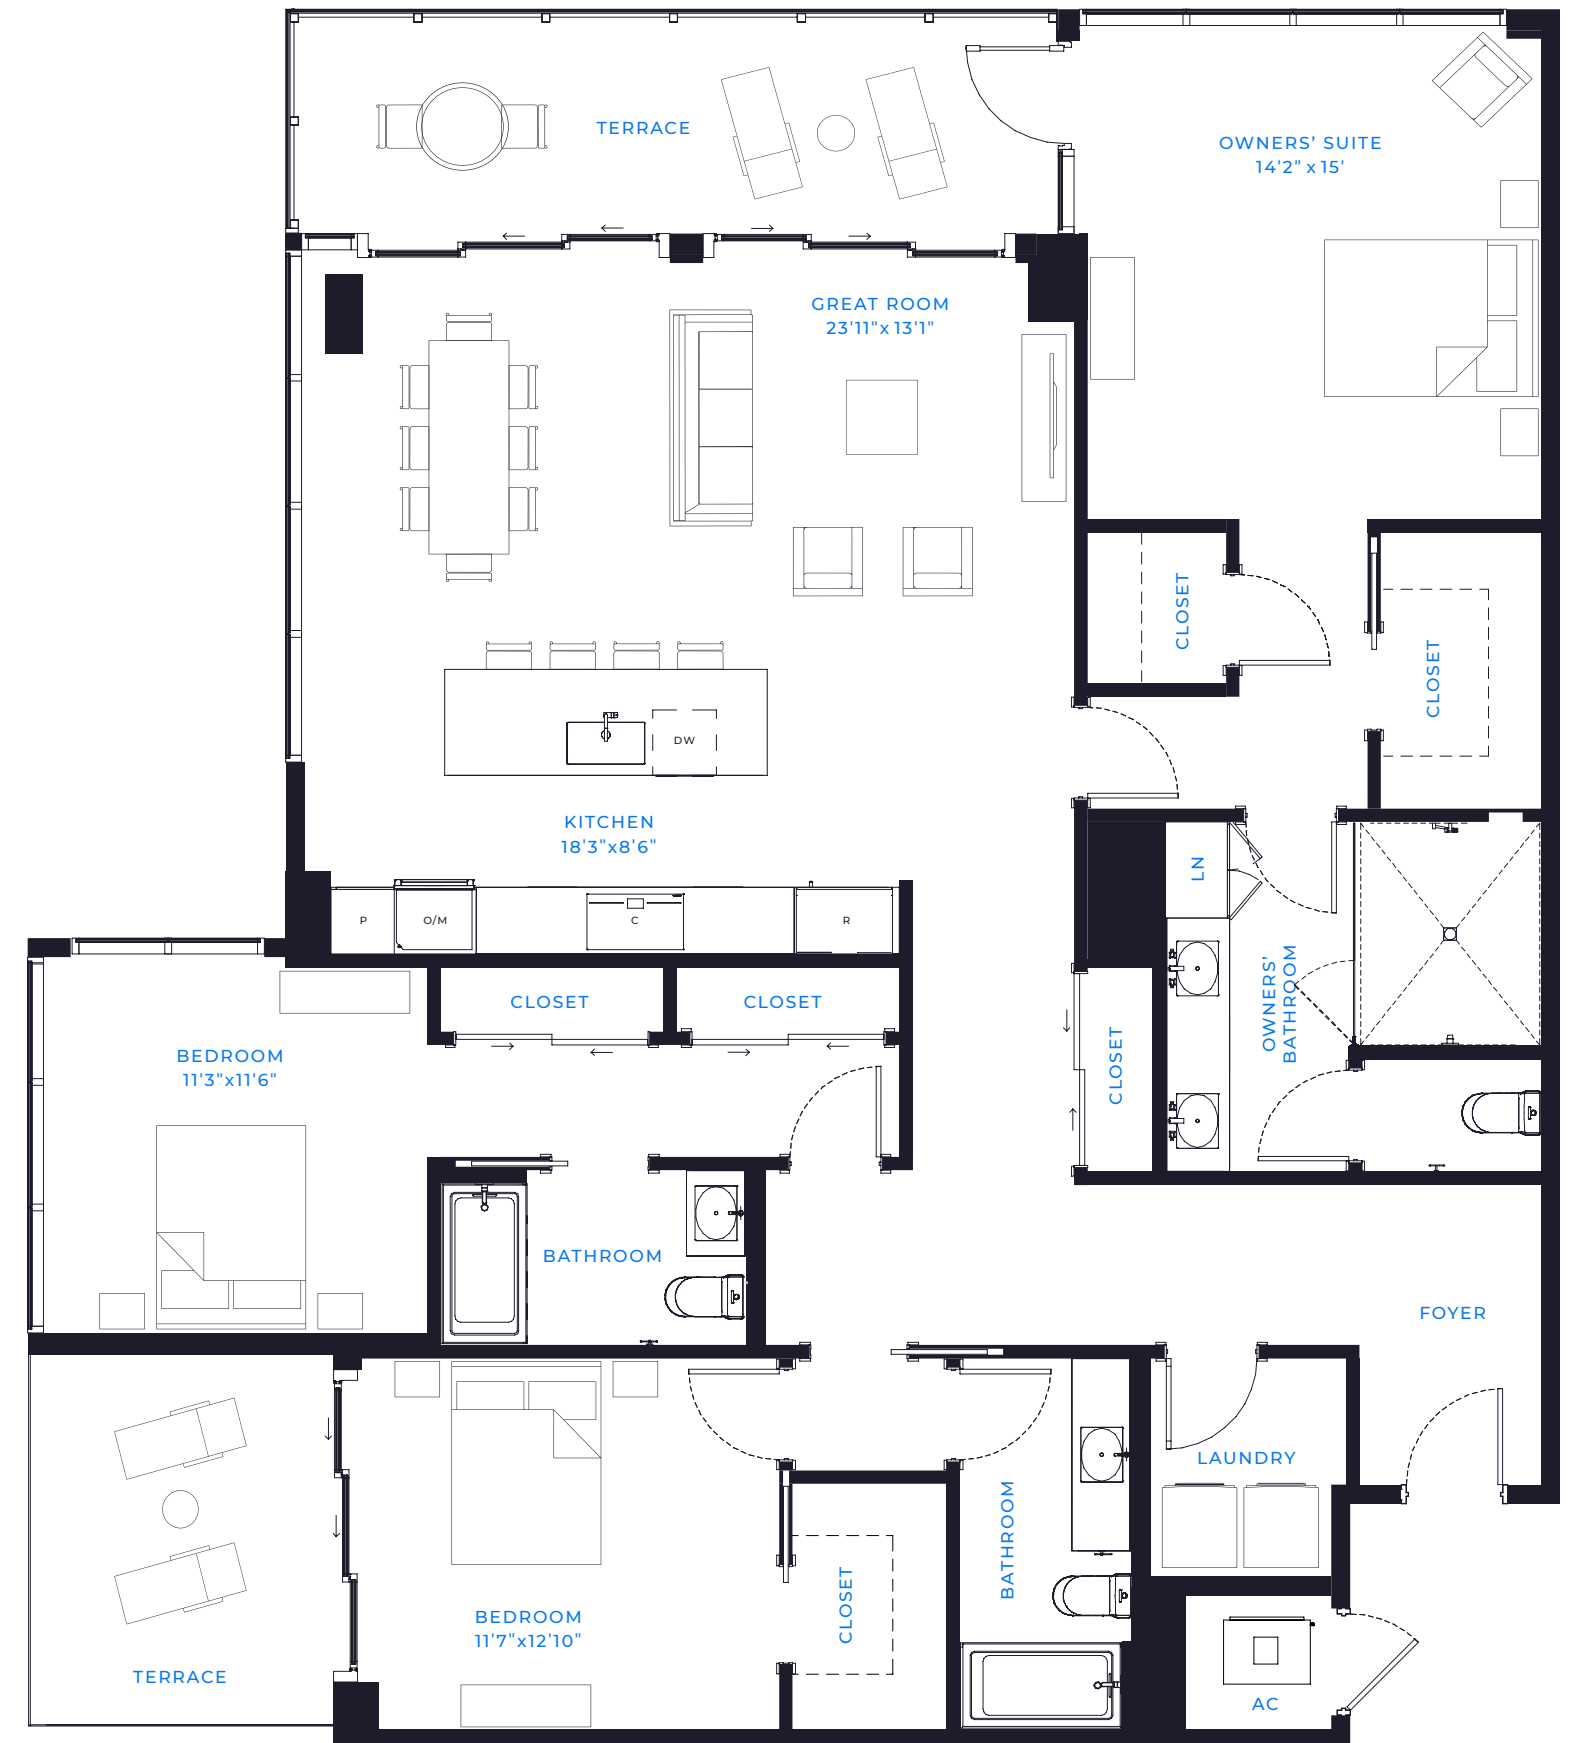 TERRACE
OWNERS’ SUITE
14'2" x 15'
GREAT ROOM
23'11"x 13'1"
CLOSET
CLOSET
DW
KITCHEN
18'3"x8'6"
LN
P
O/M
C
R
OWNERS’
BATHROOM
CLOSET
CLOSET
CLOSET
BEDROOM
11'3"x11'6"
BATHROOM
FOYER
LAUNDRY
BATHROOM
CLOSET
BEDROOM
11'7"x12'10"
TERRACE
AC